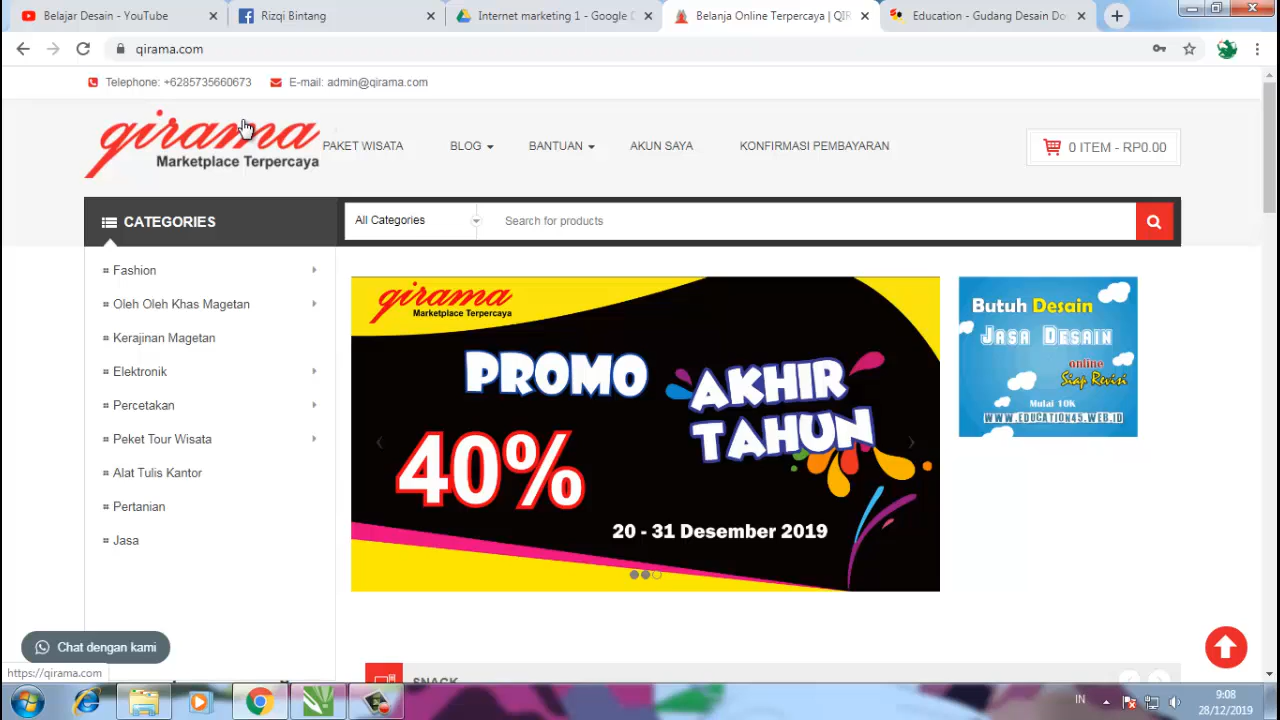 Belajar Desain - YouTube
Rizqi Bintang
Internet marketing 1 - Google D
Belanja Online Terpercaya | QIR
Education - Gudang Desain Do
qirama.com
Telephone: +6285735660673
E-mail: admin@qirama.com
qirama
Marketplace Terpercaya
PAKET WISATA
BLOG
BANTUAN
AKUN SAYA
KONFIRMASI PEMBAYARAN
0 ITEM - RP0.00
CATEGORIES
All Categories
Search for products
Fashion
Oleh Oleh Khas Magetan
Kerajinan Magetan
Elektronik
Percetakan
Peket Tour Wisata
Alat Tulis Kantor
Pertanian
Jasa
qirama
Marketplace Terpercaya
PROMO
AKHIR
TAHUN
40%
20 - 31 Desember 2019
Butuh Desain
JASA DESAIN
online
Siap Revisi
Mulai 10K
WWW.EDUCATION45.WEB.ID
Chat dengan kami
https://qirama.com
SNACK
IN
9:08
28/12/2019